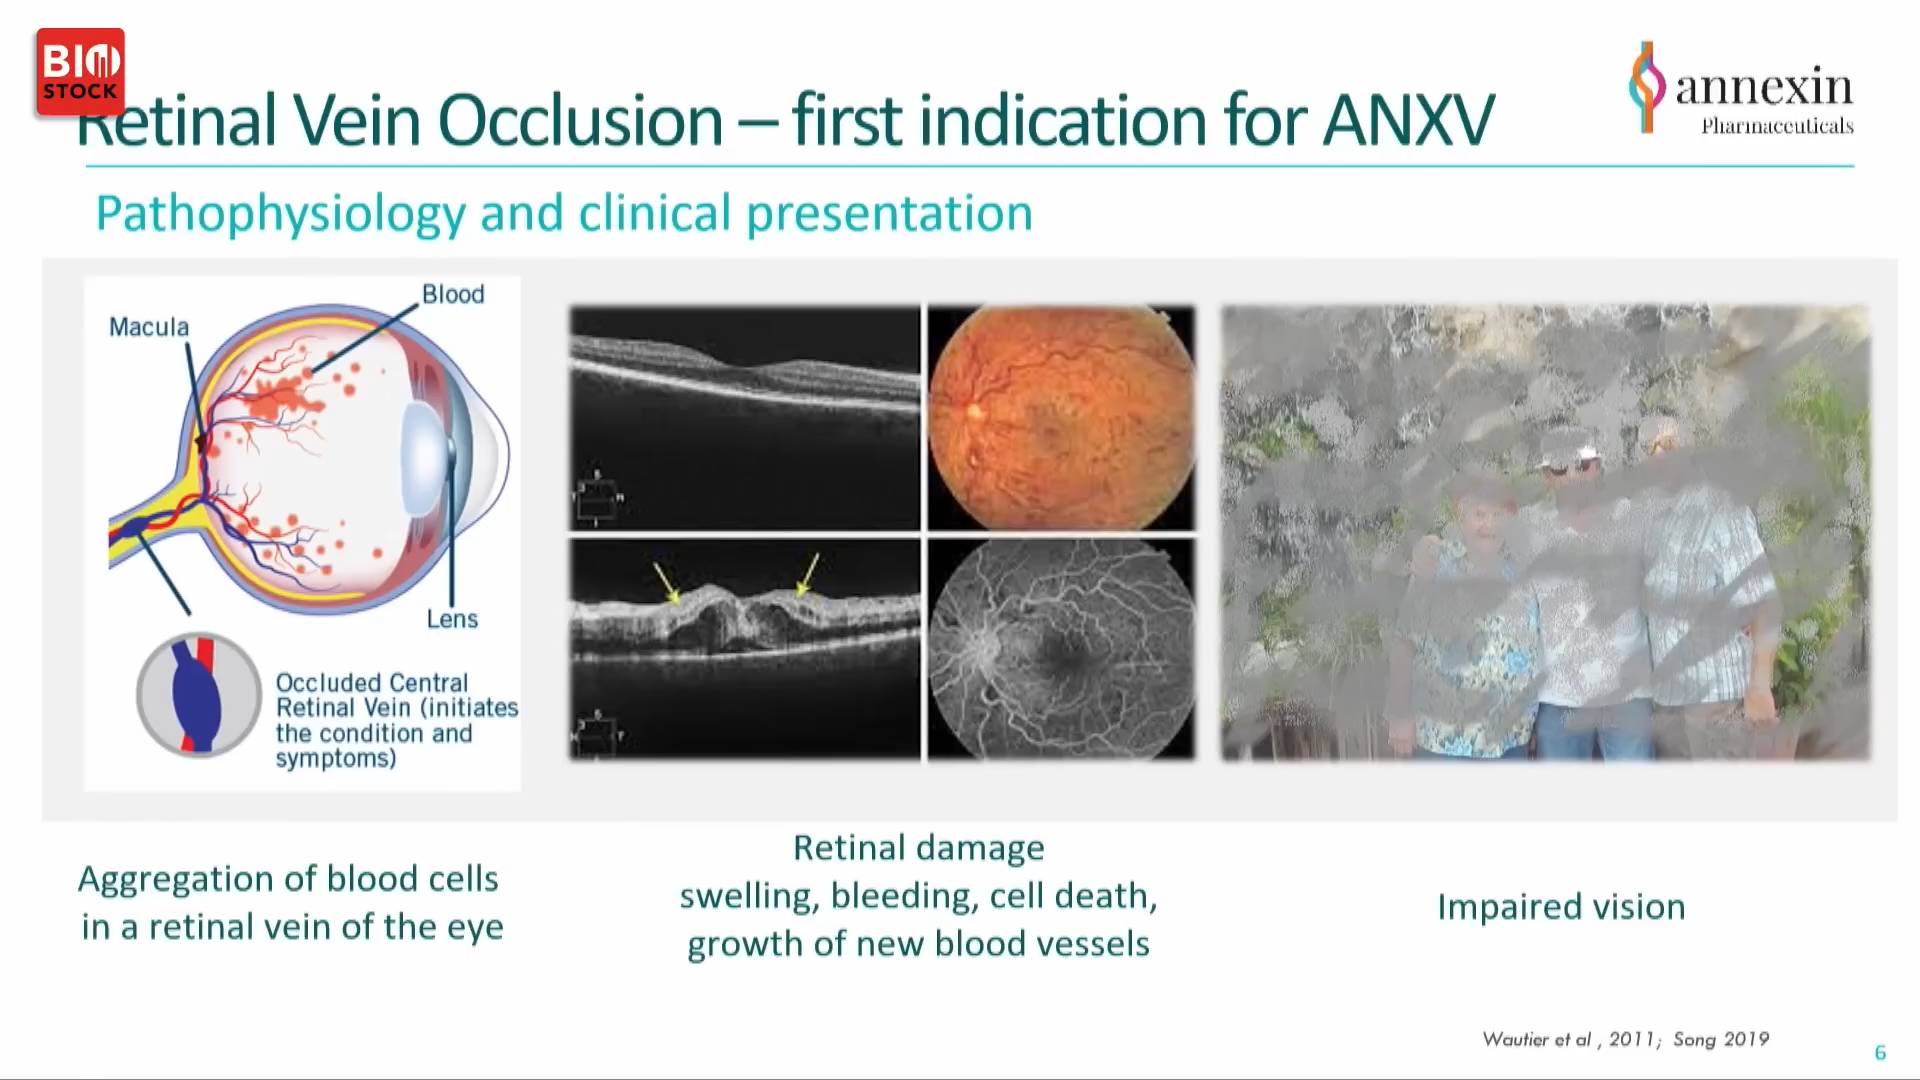 BIO
STOCK
Retinal Vein Occlusion – first indication for ANXV
annexin
Pharmaceuticals
Pathophysiology and clinical presentation
Blood
Macula
Lens
Occluded Central
Retinal Vein (initiates
the condition and
symptoms)
Aggregation of blood cells
in a retinal vein of the eye
Retinal damage
swelling, bleeding, cell death,
growth of new blood vessels
Impaired vision
Wautier et al , 2011; Song 2019
6